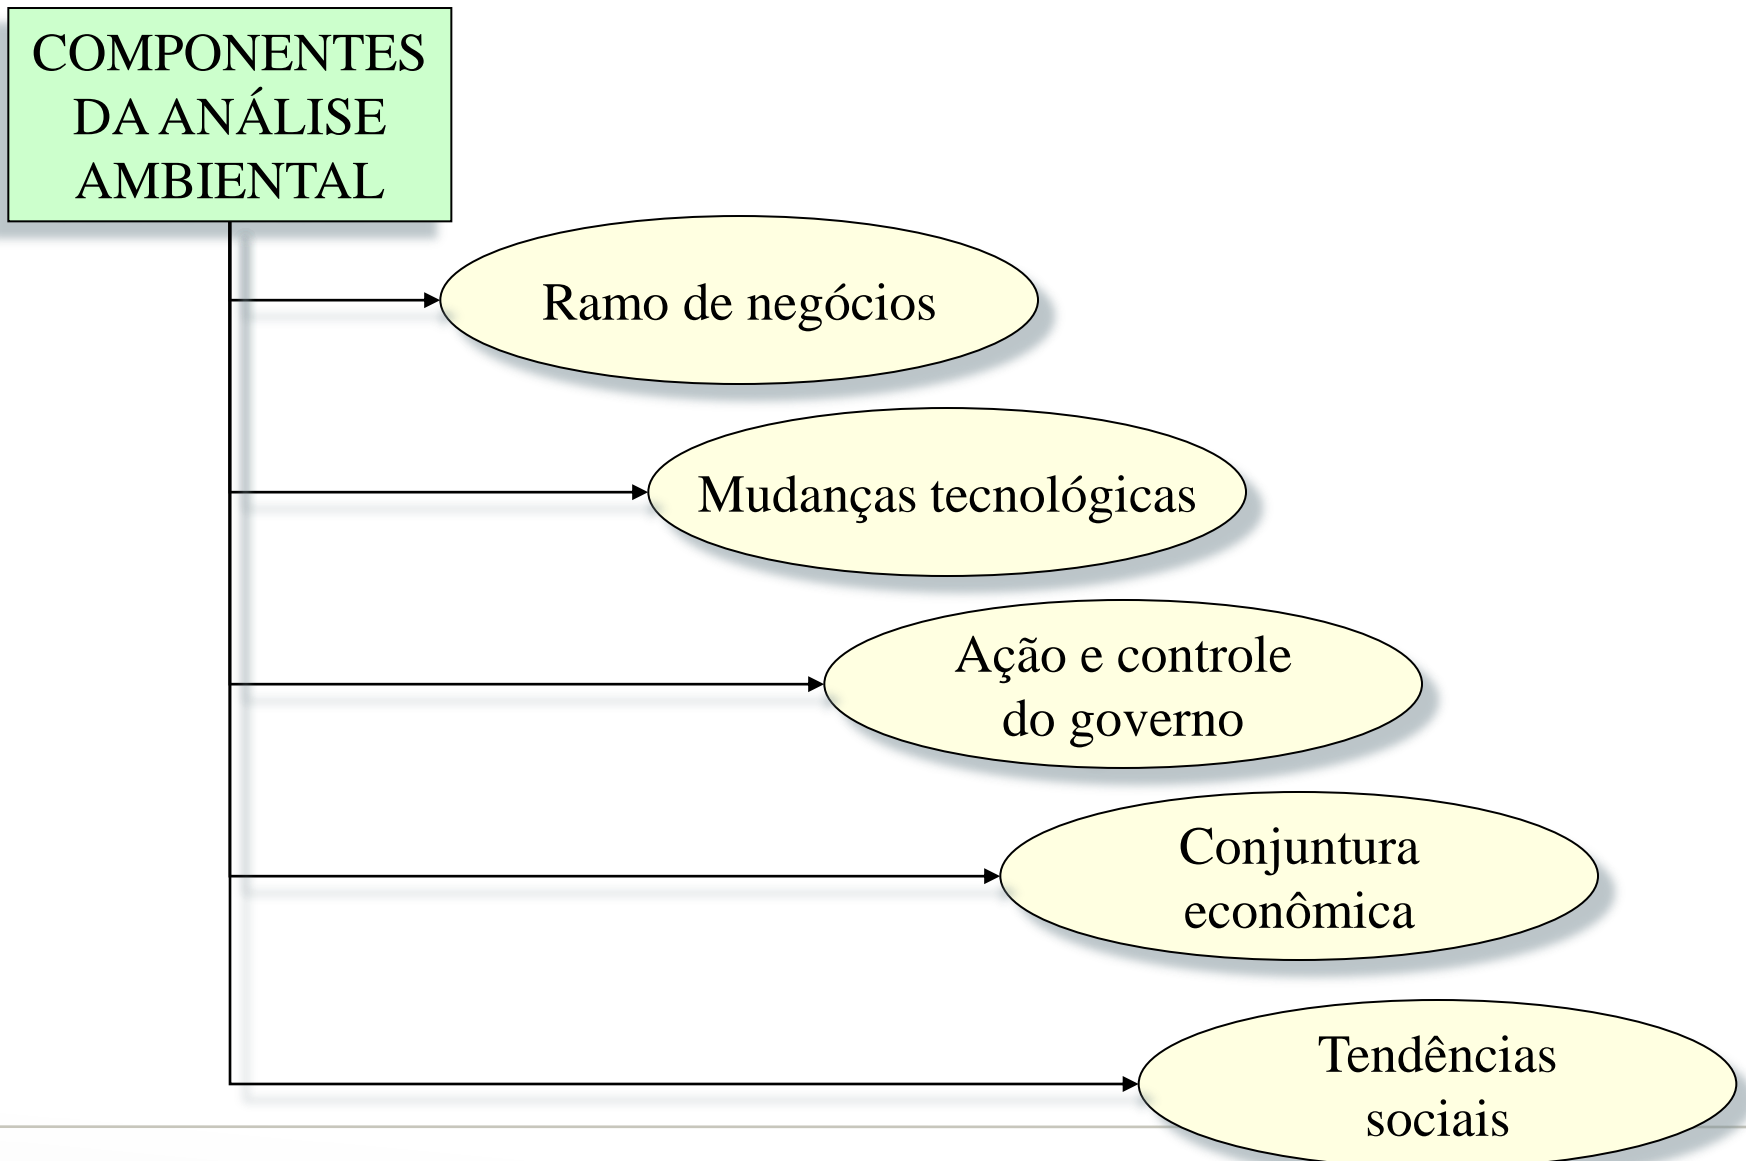 COMPONENTES
DA ANÁLISE
AMBIENTAL
Ramo de negócios
Mudanças tecnológicas
Ação e controle
do governo
Conjuntura
econômica
Tendências
sociais